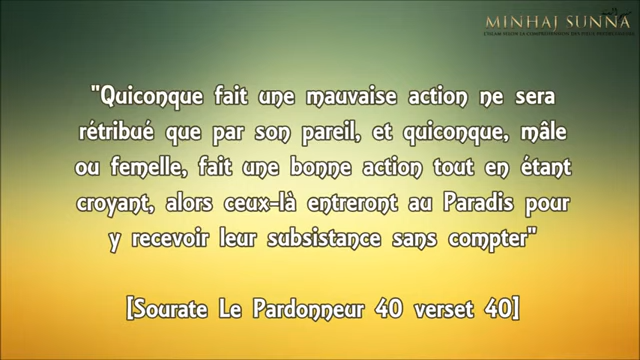 MINHAJ SUNNA
"Quiconque fait une mauvaise action ne sera
rétribué que par son pareil, et quiconque, mâle
ou femelle, fait une bonne action tout en étant
croyant, alors ceux-là entreront au Paradis pour
y recevoir leur subsistance sans compter"
[Sourate Le Pardonneur 40 verset 40]